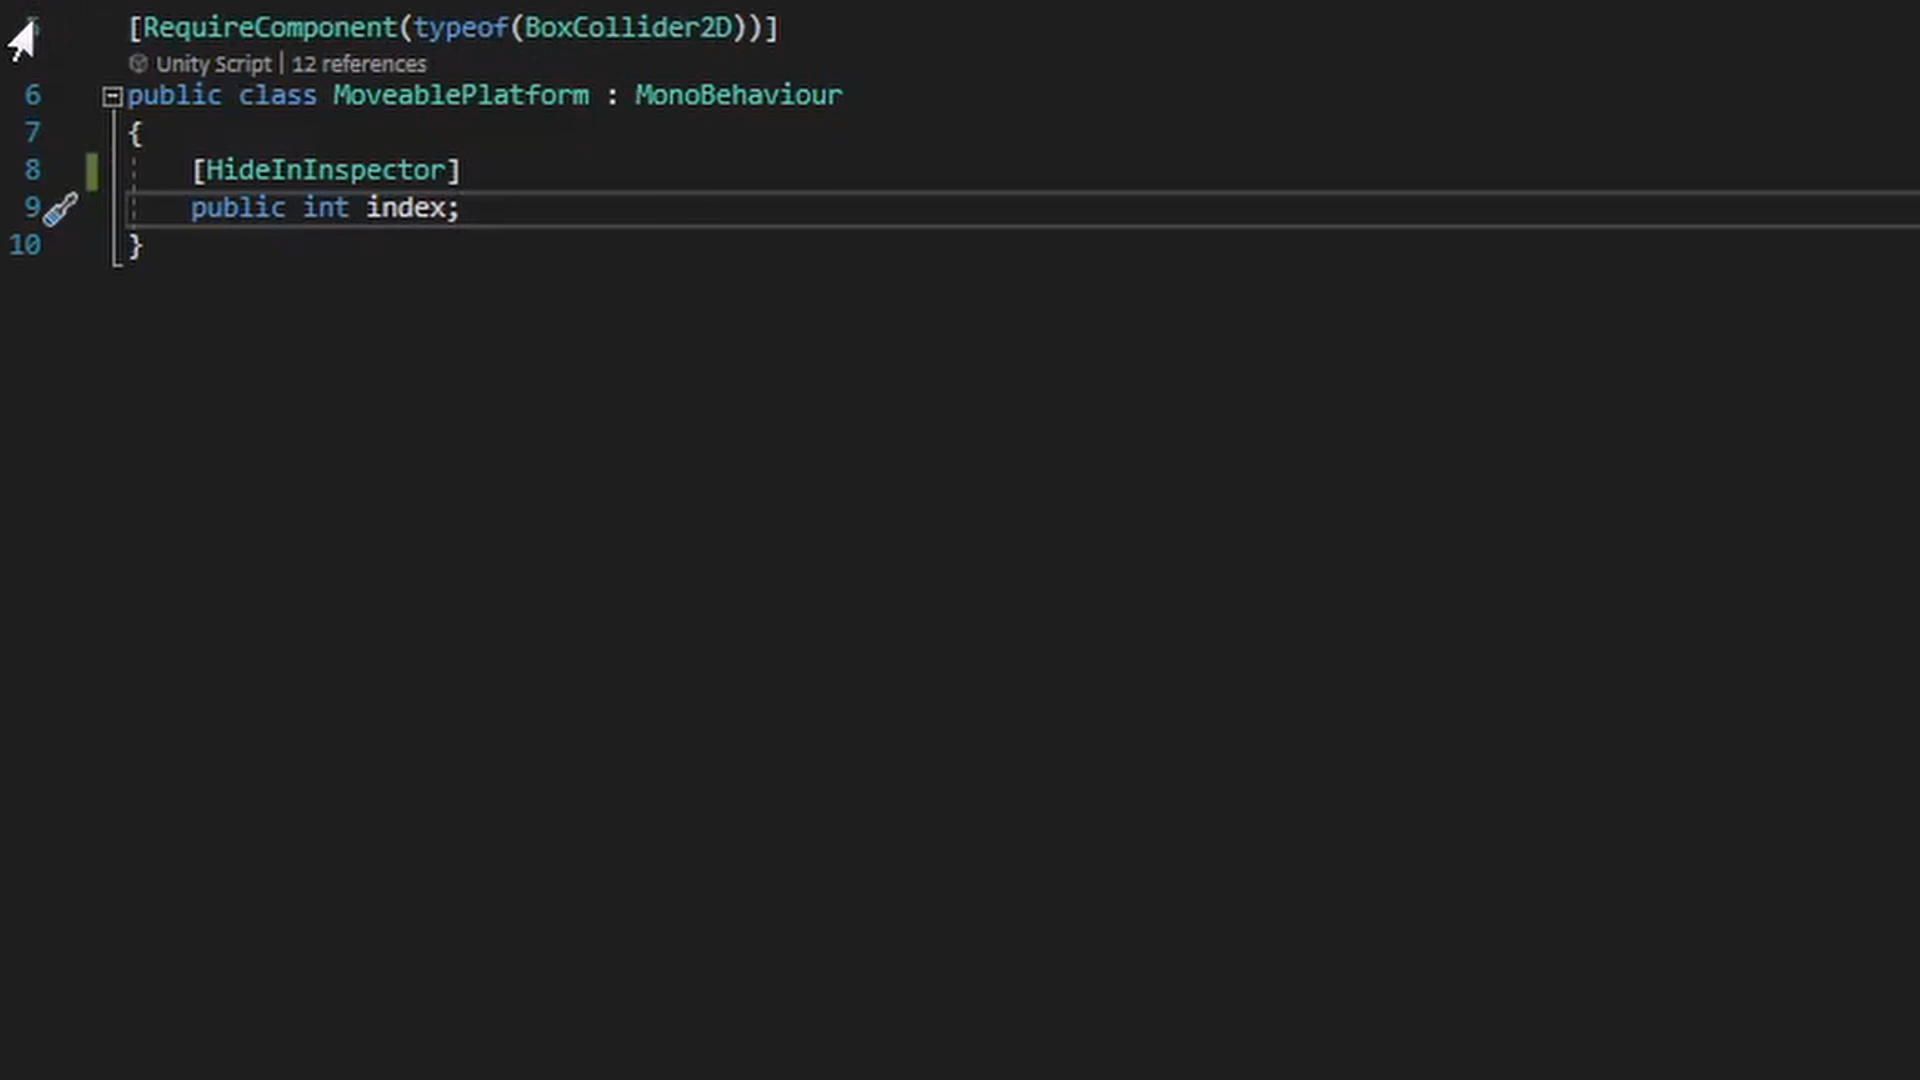 [RequireComponent(typeof(BoxCollider2D))]
Unity Script | 12 references
6 public class MoveablePlatform : MonoBehaviour
7 {
8 [HideInInspector]
9 public int index;
10 }